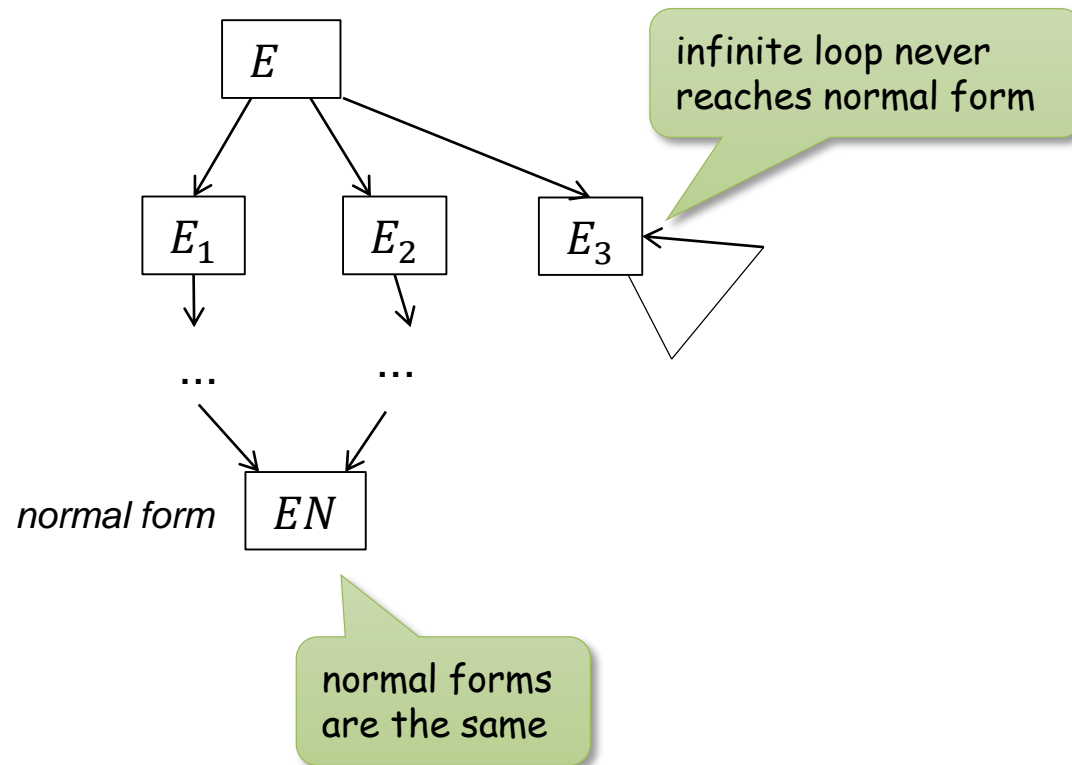 E
infinite loop never
reaches normal form
E₁
E₂
E₃
...
...
normal form
EN
normal forms
are the same